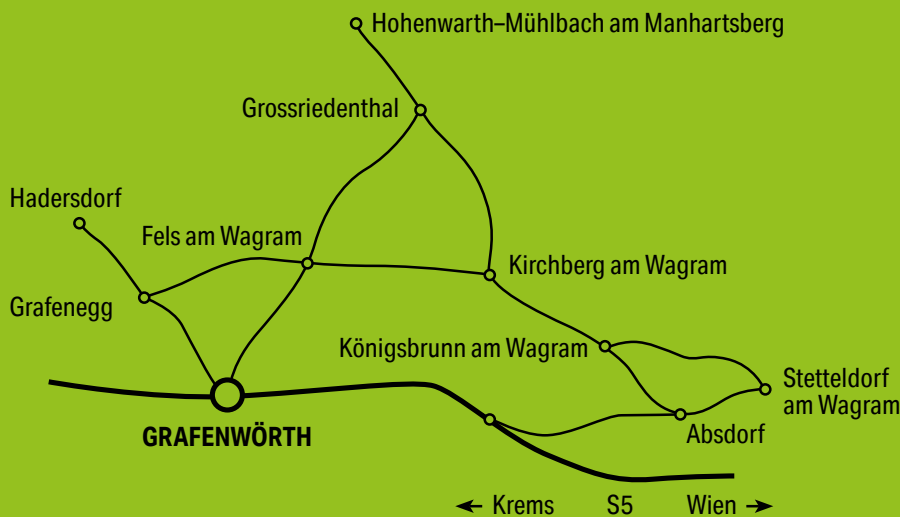 Hohenwarth–Mühlbach am Manhartsberg
Grossriedenthal
Hadersdorf
Fels am Wagram
Kirchberg am Wagram
Grafenegg
Königsbrunn am Wagram
Stetteldorf
am Wagram
GRAFENWÖRTH
Absdorf
← Krems S5 Wien →